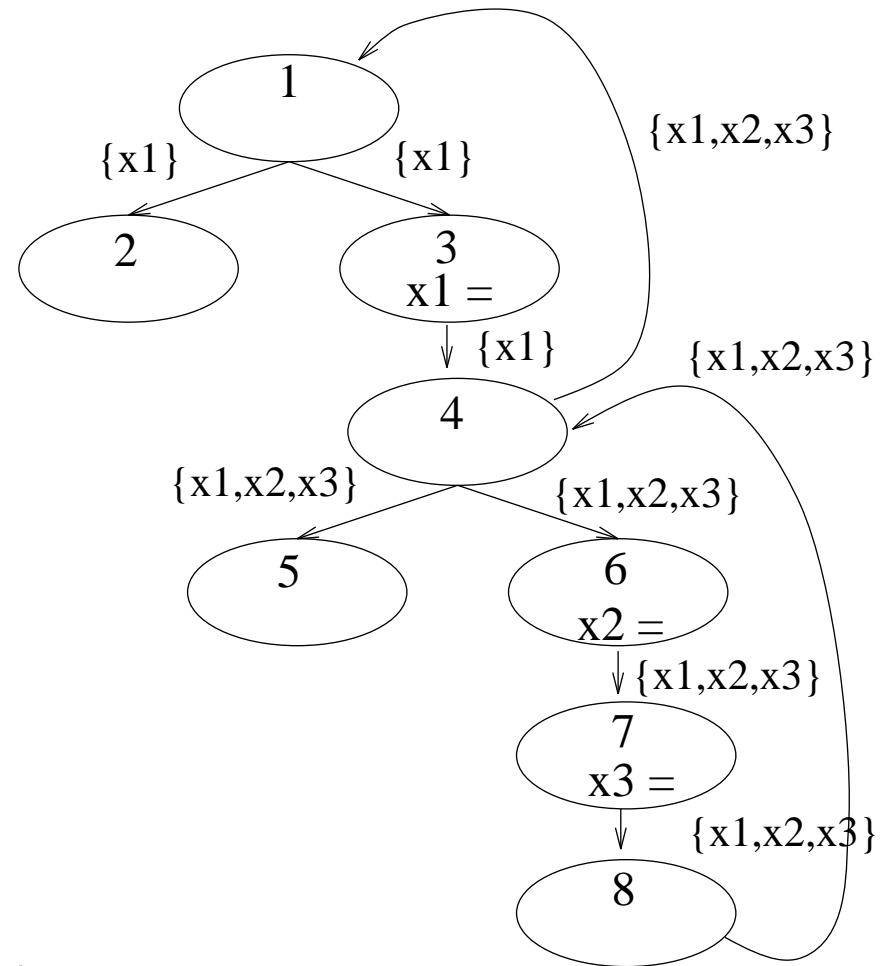 1
{x1,x2,x3}
{x1} {x1}
2 3
x1 =
{x1}
{x1,x2,x3}
4
{x1,x2,x3} {x1,x2,x3}
5 6
x2 =
{x1,x2,x3}
7
x3 =
{x1,x2,x3}
8